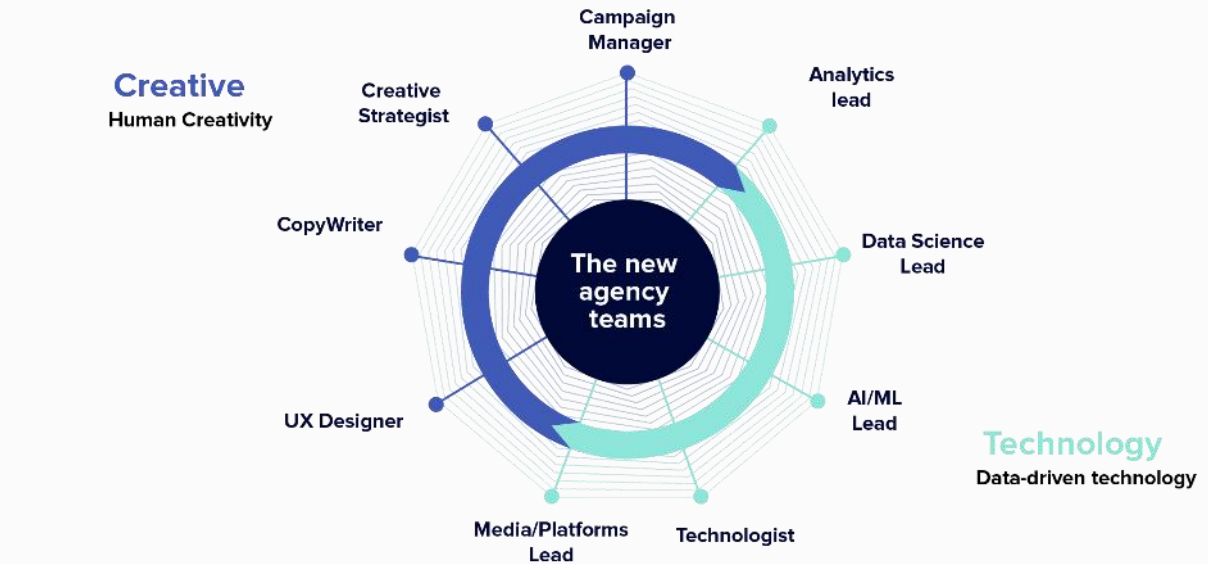 Campaign
Manager
Analytics
lead
Creative
Human Creativity
Creative
Strategist
CopyWriter
Data Science
Lead
The new
agency
teams
AI/ML
Lead
UX Designer
Technology
Data-driven technology
Media/Platforms
Lead
Technologist